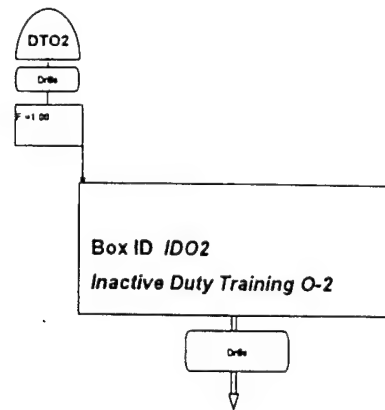 DTO2
Drills
F =1.00
Box ID IDO2
Inactive Duty Training O-2
Drills